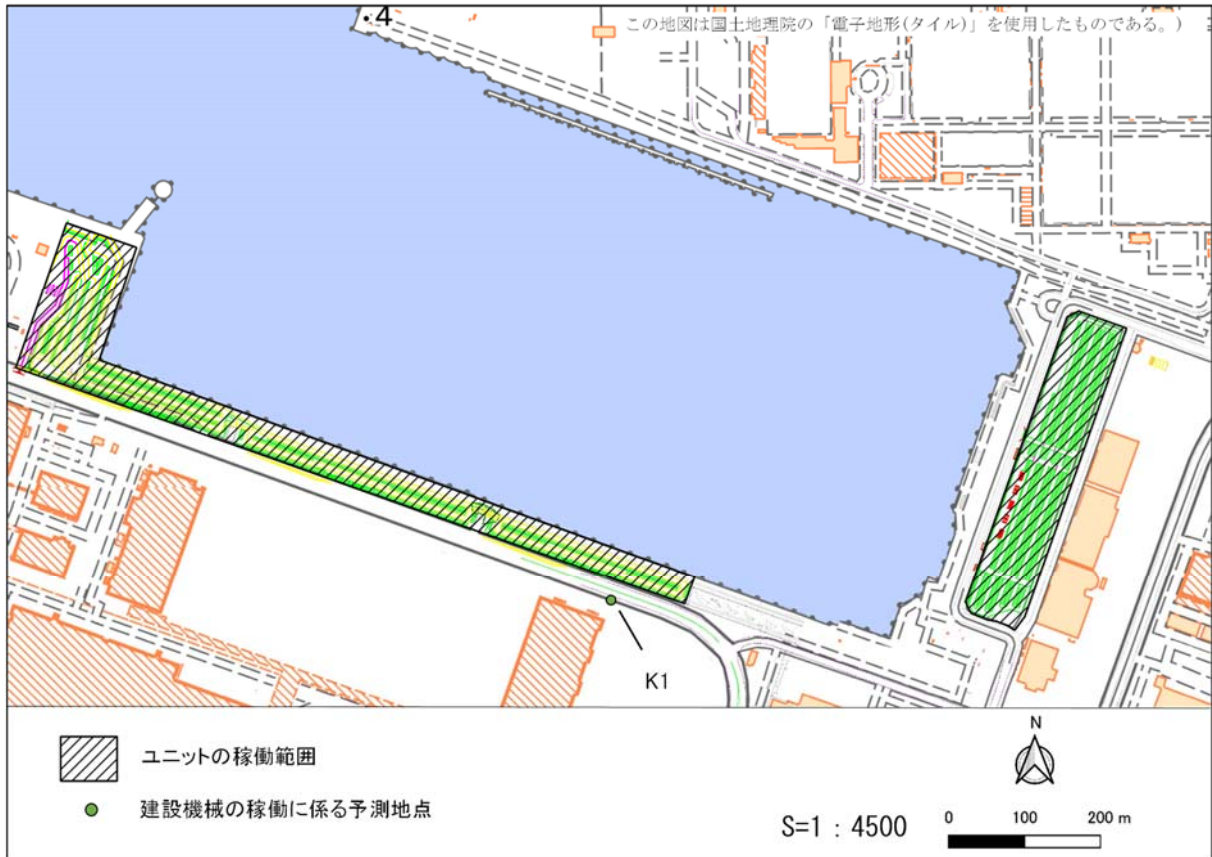 4
この地図は国土地理院の「電子地形(タイル)」を使用したものである。)
K1
ユニットの稼働範囲
建設機械の稼働に係る予測地点
N
S=1 : 4500
0 100 200 m